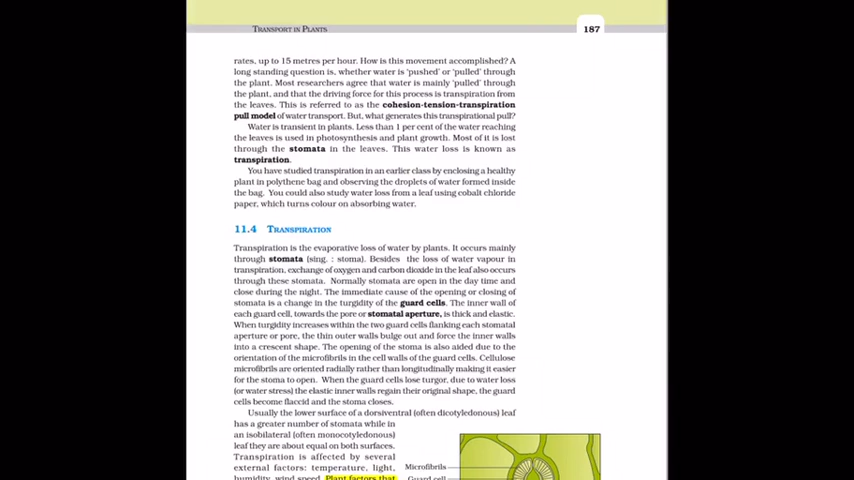 TRANSPORT IN PLANTS
187
rates, up to 15 metres per hour. How is this movement accomplished? A
long standing question is, whether water is 'pushed' or 'pulled' through
the plant. Most researchers agree that water is mainly 'pulled' through
the plant, and that the driving force for this process is transpiration from
the leaves. This is referred to as the cohesion-tension-transpiration
pull model of water transport. But, what generates this transpirational pull?
Water is transient in plants. Less than 1 per cent of the water reaching
the leaves is used in photosynthesis and plant growth. Most of it is lost
through the stomata in the leaves. This water loss is known as
transpiration.
You have studied transpiration in an earlier class by enclosing a healthy
plant in polythene bag and observing the droplets of water formed inside
the bag. You could also study water loss from a leaf using cobalt chloride
paper, which turns colour on absorbing water.
11.4 TRANSPIRATION
Transpiration is the evaporative loss of water by plants. It occurs mainly
through stomata (sing. : stoma). Besides the loss of water vapour in
transpiration, exchange of oxygen and carbon dioxide in the leaf also occurs
through these stomata. Normally stomata are open in the day time and
close during the night. The immediate cause of the opening or closing of
stomata is a change in the turgidity of the guard cells. The inner wall of
each guard cell, towards the pore or stomatal aperture, is thick and elastic.
When turgidity increases within the two guard cells flanking each stomatal
aperture or pore, the thin outer walls bulge out and force the inner walls
into a crescent shape. The opening of the stoma is also aided due to the
orientation of the microfibrils in the cell walls of the guard cells. Cellulose
microfibrils are oriented radially rather than longitudinally making it easier
for the stoma to open. When the guard cells lose turgor, due to water loss
(or water stress) the elastic inner walls regain their original shape, the guard
cells become flaccid and the stoma closes.
Usually the lower surface of a dorsiventral (often dicotyledonous) leaf
has a greater number of stomata while in
an isobilateral (often monocotyledonous)
leaf they are about equal on both surfaces.
Transpiration is affected by several
external factors: temperature, light,
humidity, wind speed. Plant factors that
Microfibrils
Guard cell